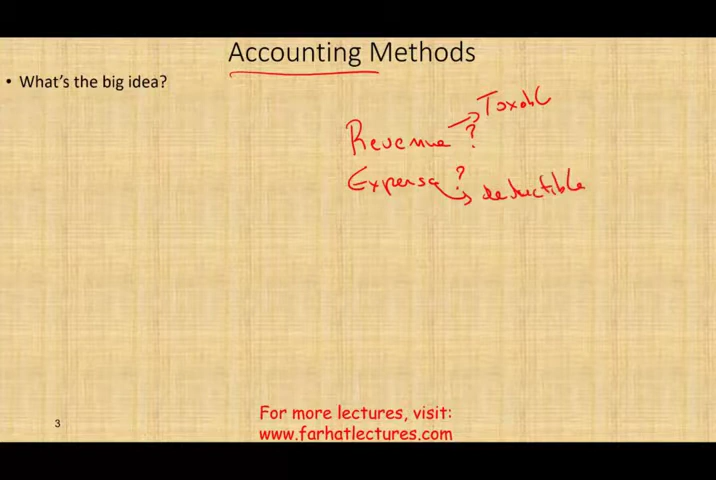 Accounting Methods
• What's the big idea?
Taxable
Revenue ?
Expense ?
deductible
For more lectures, visit:
www.farhatlectures.com
3